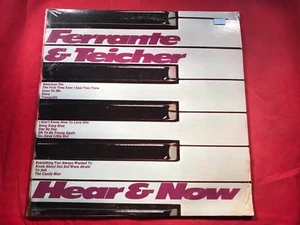 Ferrante
& Teicher
American Pie
The First Time Ever I Saw Your Face
Lean On Me
I Don't Know How To Love Him
Song Sung Blue
Day By Day
Oh To Be Young Again
Go Away Little Girl
Everything You Always Wanted To
Know About Sex But Were Afraid
To Ask
The Candy Man
Hear & Now